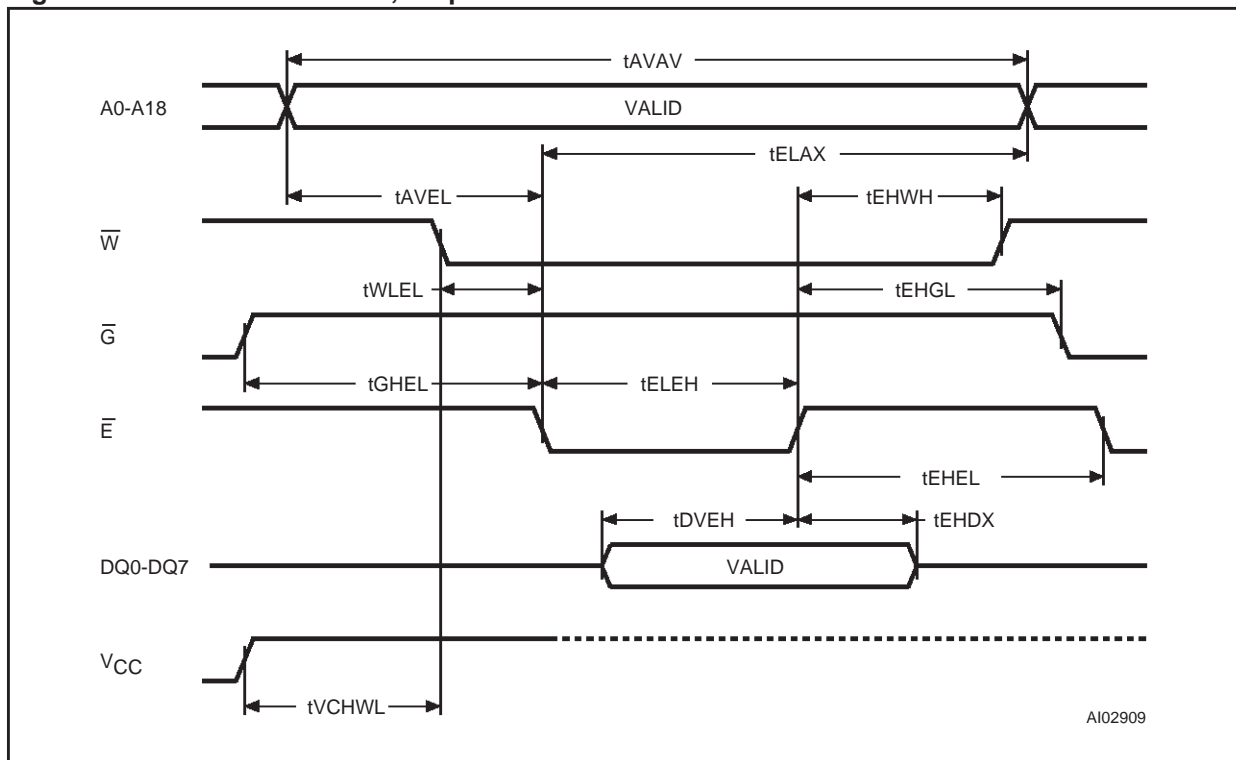 tAVAV
A0-A18
VALID
tELAX
tAVEL
tEHWH
W
tWLEL
tEHGL
G
tGHEL
tELEH
E
tEHEL
tDVEH
tEHDX
DQ0-DQ7
VALID
VCC
tVCHWL
AI02909